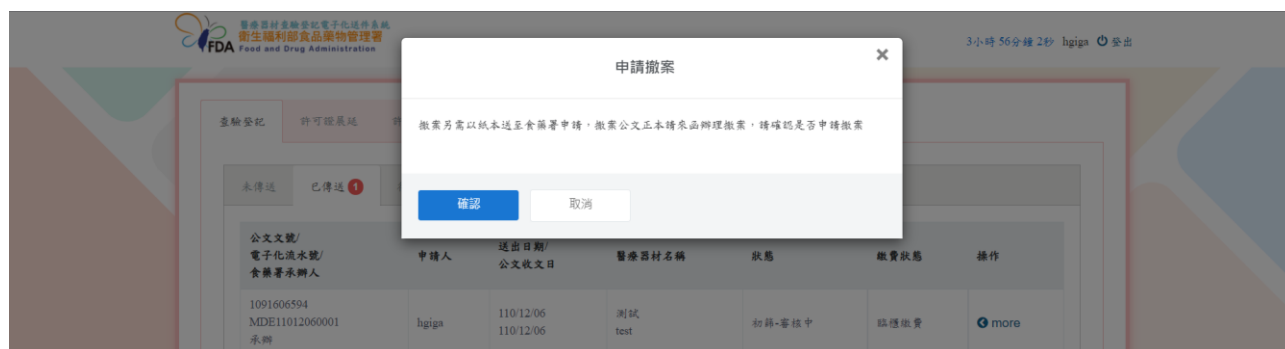 醫療器材查驗登記電子化送件系統
衛生福利部食品藥物管理署
FDA Food and Drug Administration
3小時 56分鐘 2秒 hgiga 登出
申請撤案
×
查驗登記 許可證展延 許
撤案另需以紙本送至食藥署申請，撤案公文正本請來函辦理撤案，請確認是否申請撤案
未傳送 已傳送 1
確認 取消
公文文號/
電子化流水號/
食藥署承辦人
申請人
送出日期/
公文收文日
醫療器材名稱
狀態
繳費狀態
操作
1091606594
MDE11012060001
承辦
hgiga
110/12/06
110/12/06
測試
test
初篩-審核中
臨櫃繳費
more